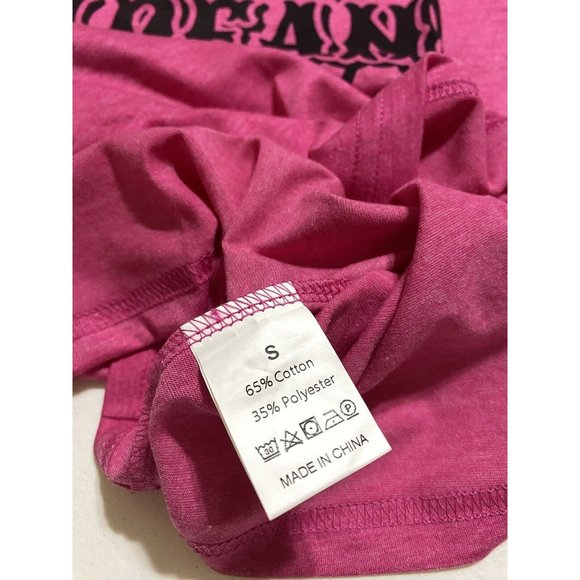 S
65% Cotton
35% Polyester
30 P
MADE IN CHINA